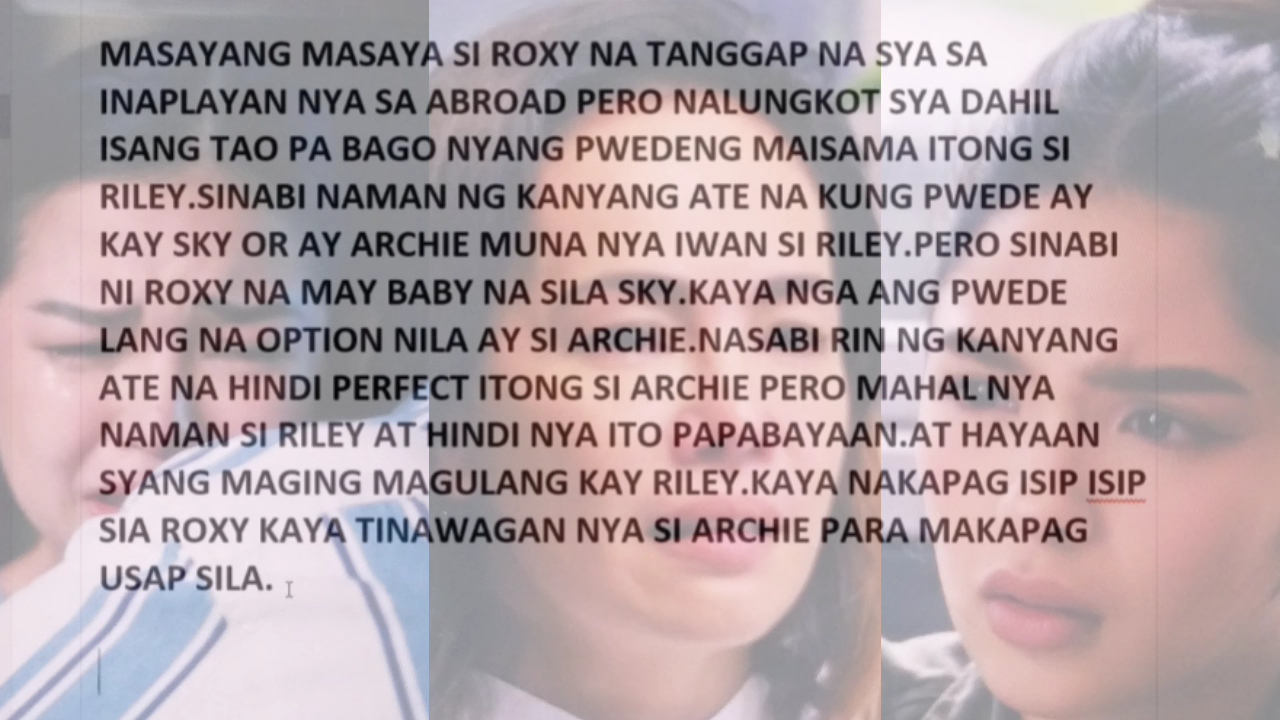 MASAYANG MASAYA SI ROXY NA TANGGAP NA SYA SA
INAPLAYAN NYA SA ABROAD PERO NALUNGKOT SYA DAHIL
ISANG TAO PA BAGO NYANG PWEDENG MAISAMA ITONG SI
RILEY.SINABI NAMAN NG KANYANG ATE NA KUNG PWEDE AY
KAY SKY OR AY ARCHIE MUNA NYA IWAN SI RILEY.PERO SINABI
NI ROXY NA MAY BABY NA SILA SKY.KAYA NGA ANG PWEDE
LANG NA OPTION NILA AY SI ARCHIE.NASABI RIN NG KANYANG
ATE NA HINDI PERFECT ITONG SI ARCHIE PERO MAHAL NYA
NAMAN SI RILEY AT HINDI NYA ITO PAPABAYAAN.AT HAYAAN
SYANG MAGING MAGULANG KAY RILEY.KAYA NAKAPAG ISIP ISIP
SIA ROXY KAYA TINAWAGAN NYA SI ARCHIE PARA MAKAPAG
USAP SILA.